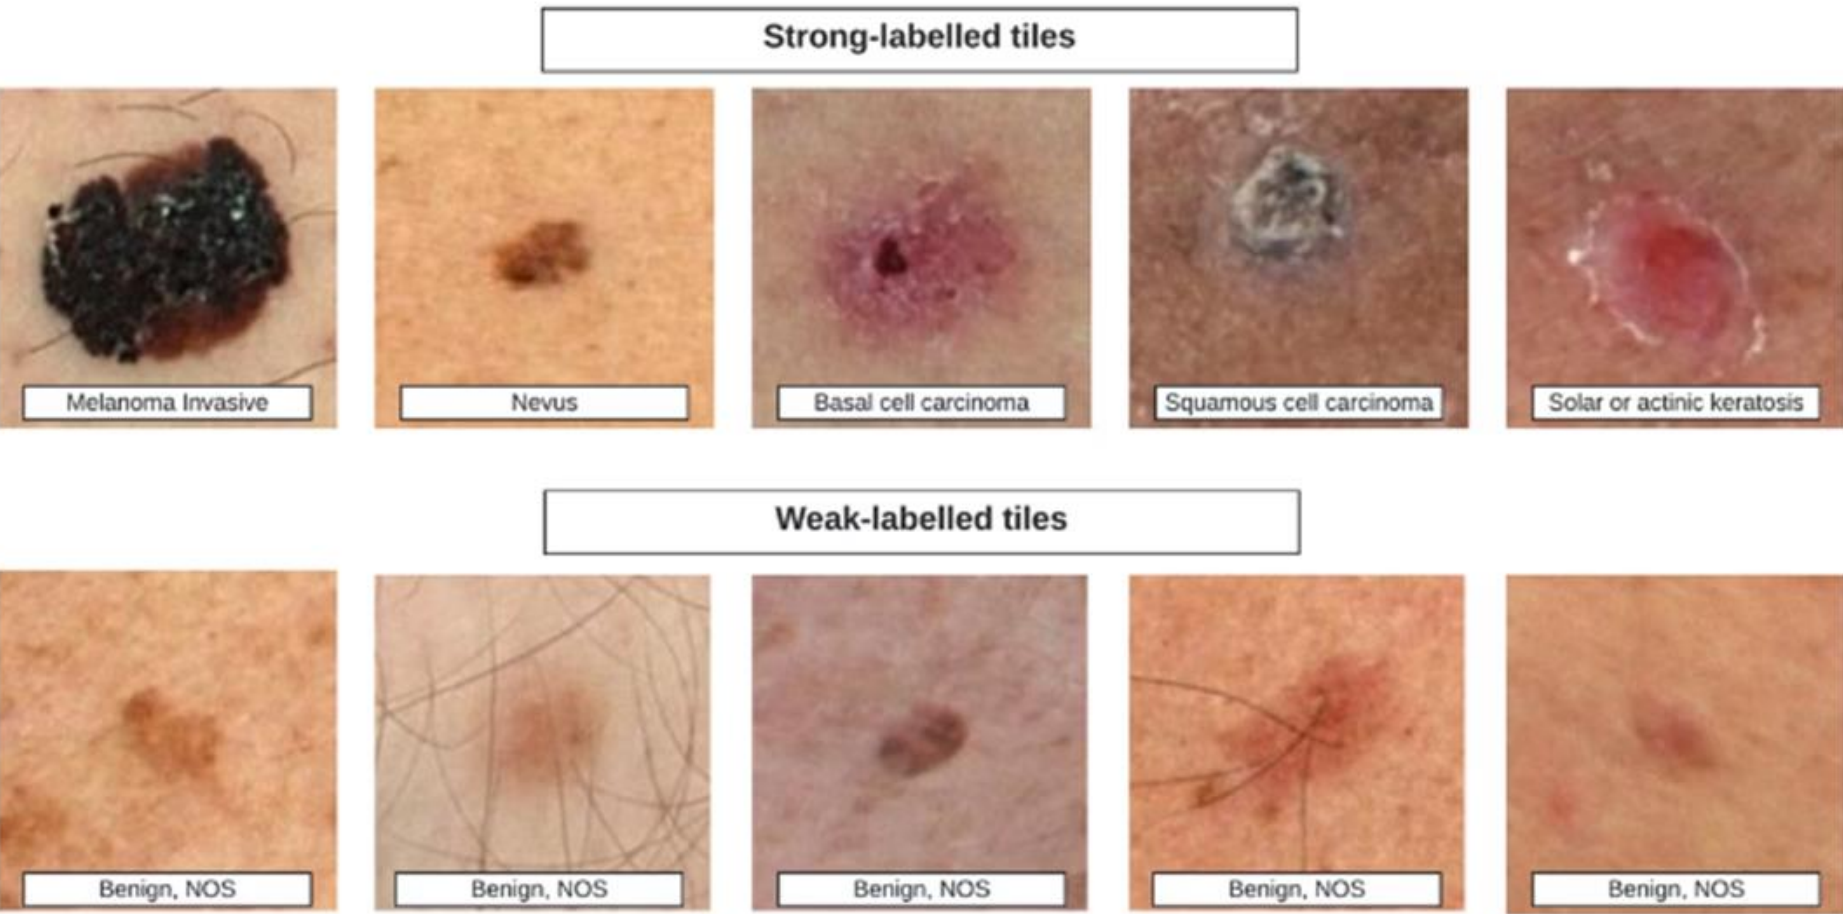 Strong-labelled tiles
Melanoma Invasive
Nevus
Basal cell carcinoma
Squamous cell carcinoma
Solar or actinic keratosis
Weak-labelled tiles
Benign, NOS
Benign, NOS
Benign, NOS
Benign, NOS
Benign, NOS